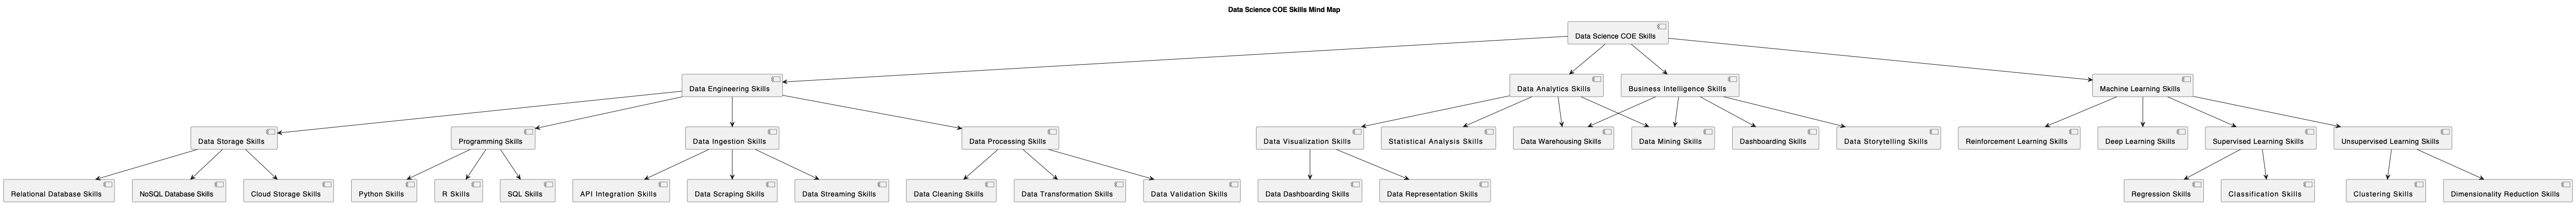 Data Science COE Skills Mind Map
Data Science COE Skills
Data Engineering Skills
Data Analytics Skills
Business Intelligence Skills
Machine Learning Skills
Data Storage Skills
Programming Skills
Data Ingestion Skills
Data Processing Skills
Data Visualization Skills
Statistical Analysis Skills
Data Warehousing Skills
Data Mining Skills
Dashboarding Skills
Data Storytelling Skills
Reinforcement Learning Skills
Deep Learning Skills
Supervised Learning Skills
Unsupervised Learning Skills
Relational Database Skills
NoSQL Database Skills
Cloud Storage Skills
Python Skills
R Skills
SQL Skills
API Integration Skills
Data Scraping Skills
Data Streaming Skills
Data Cleaning Skills
Data Transformation Skills
Data Validation Skills
Data Dashboarding Skills
Data Representation Skills
Regression Skills
Classification Skills
Clustering Skills
Dimensionality Reduction Skills